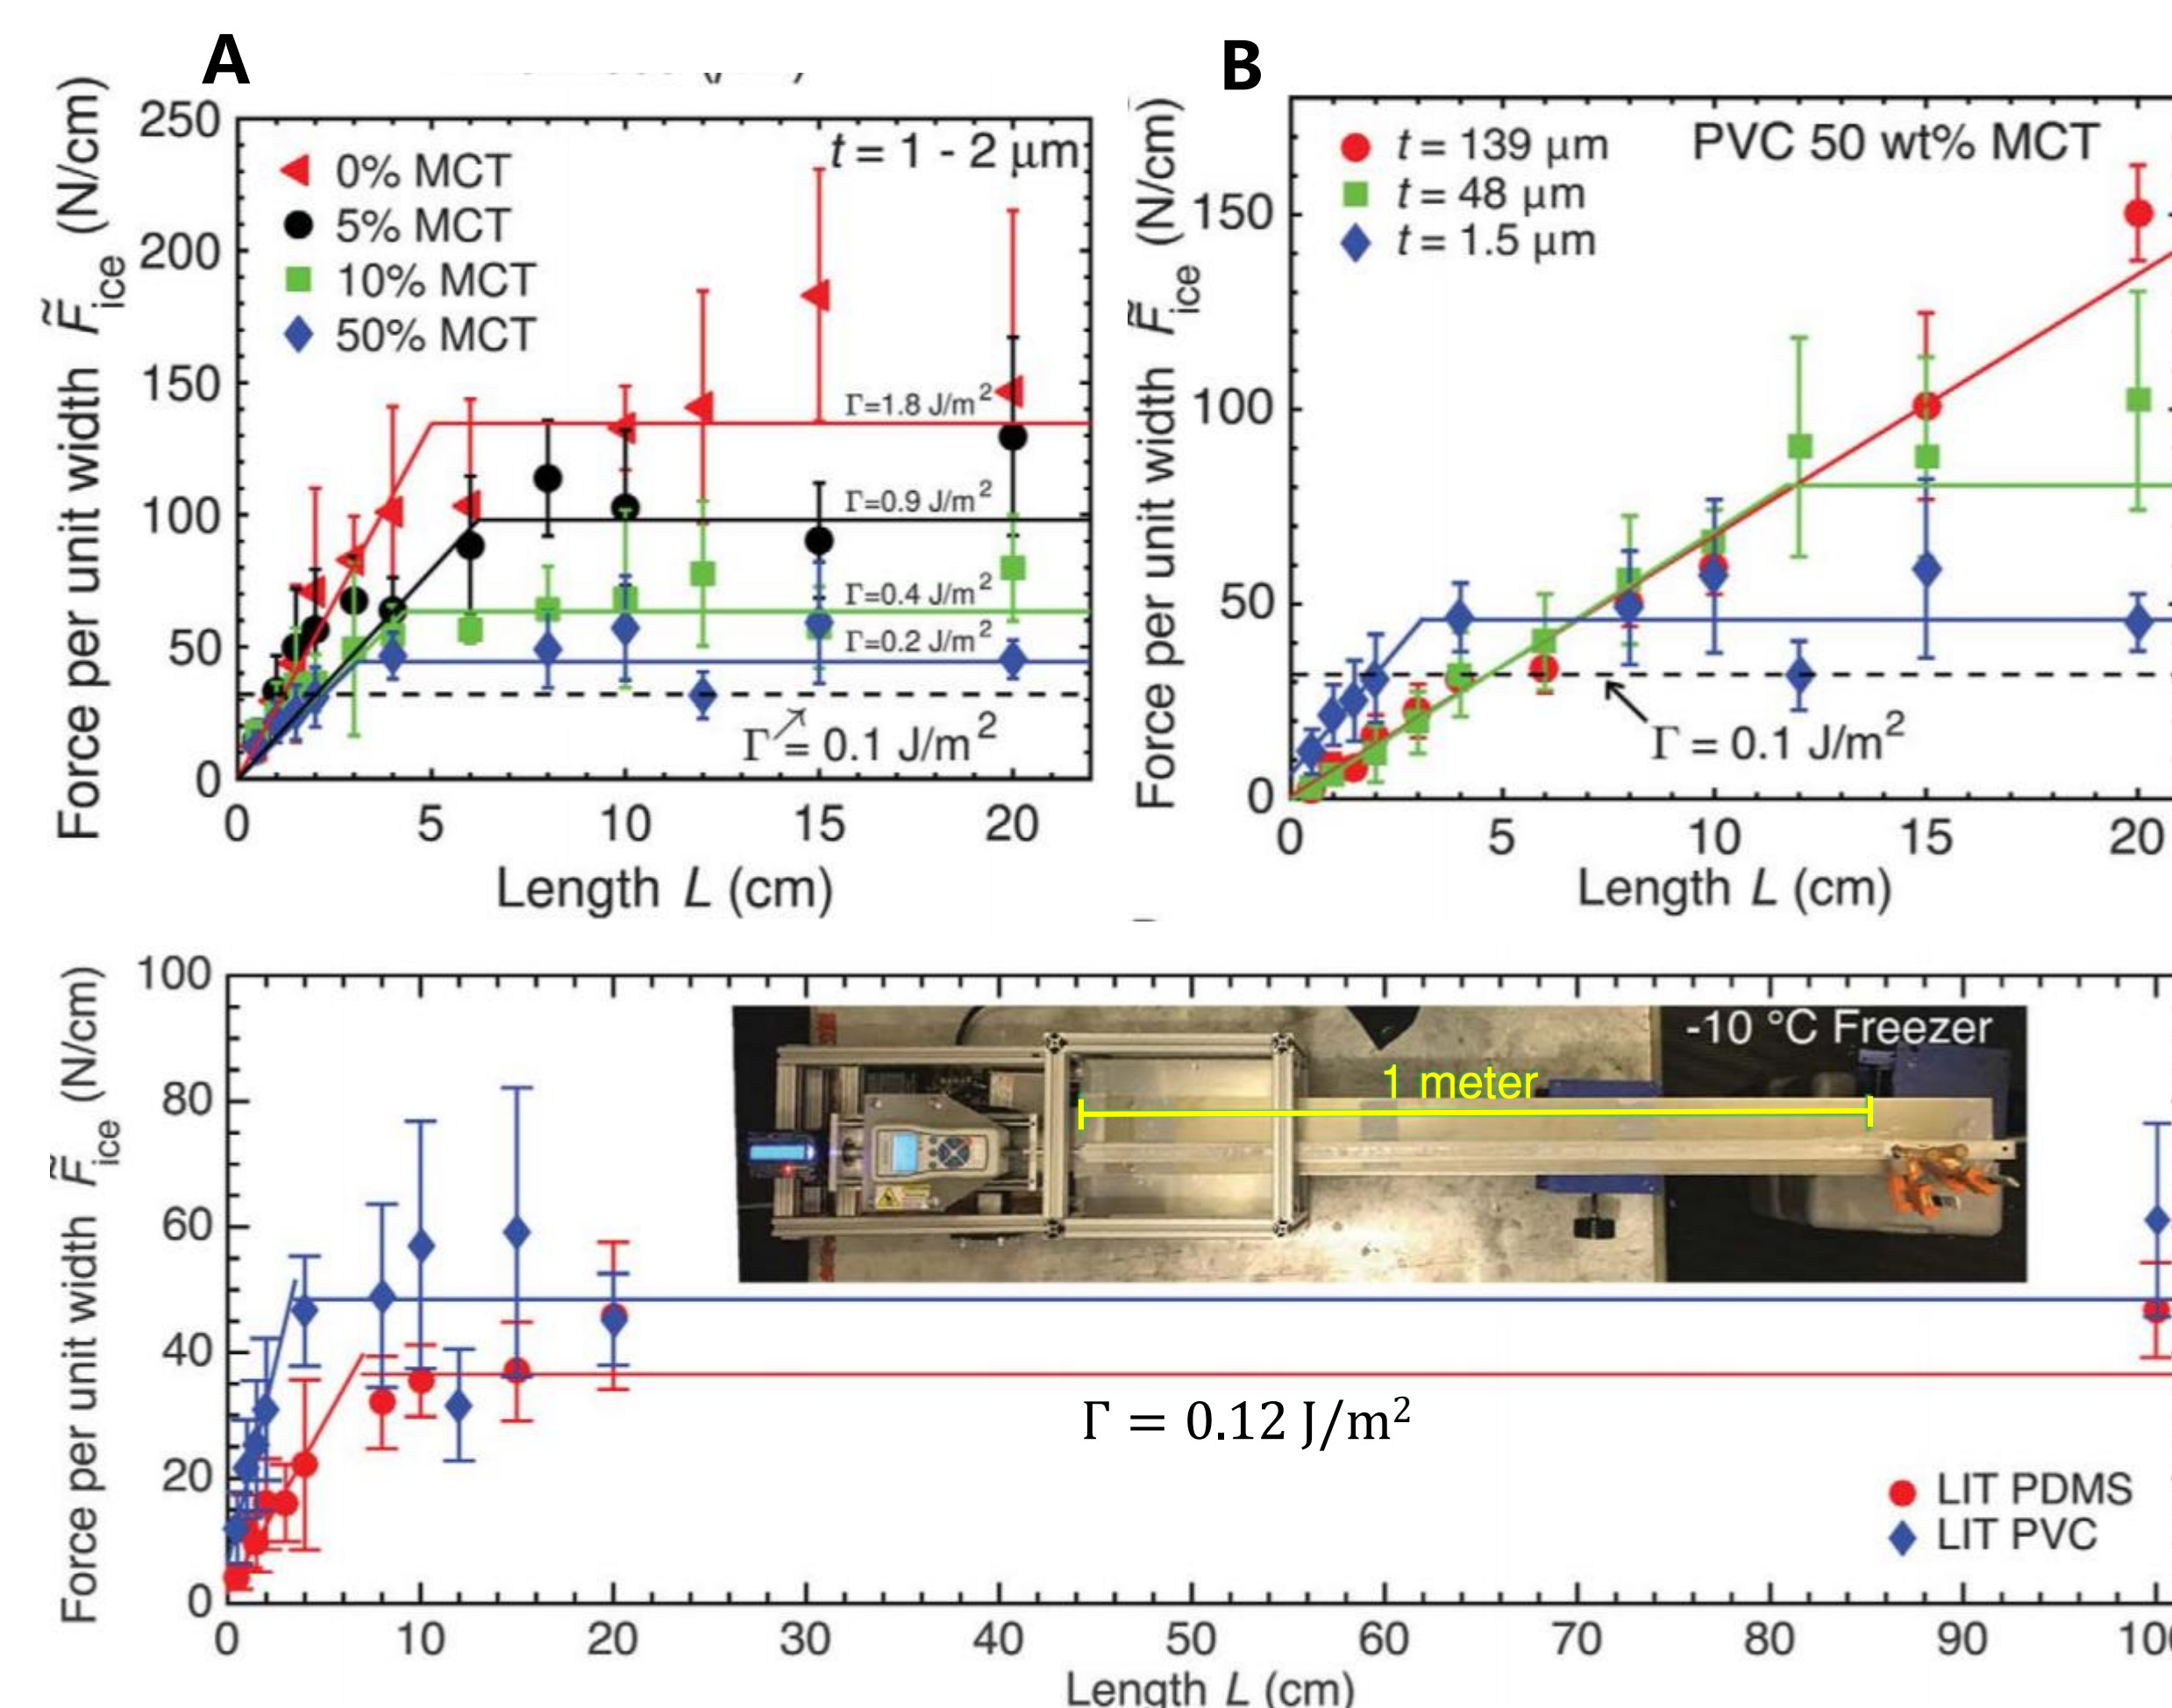 A
Force per unit width F̃ice (N/cm)
250
200
150
100
50
0
0% MCT
5% MCT
10% MCT
50% MCT
t = 1 - 2 μm
Γ=1.8 J/m²
Γ=0.9 J/m²
Γ=0.4 J/m²
Γ=0.2 J/m²
Γ = 0.1 J/m²
0 5 10 15 20
Length L (cm)
B
Force per unit width F̃ice (N/cm)
150
100
50
0
t = 139 μm
t = 48 μm
t = 1.5 μm
PVC 50 wt% MCT
Γ = 0.1 J/m²
0 5 10 15 20
Length L (cm)
Force per unit width F̃ice (N/cm)
100
80
60
40
20
0
-10 °C Freezer
1 meter
Γ = 0.12 J/m²
LIT PDMS
LIT PVC
0 10 20 30 40 50 60 70 80 90
Length L (cm)